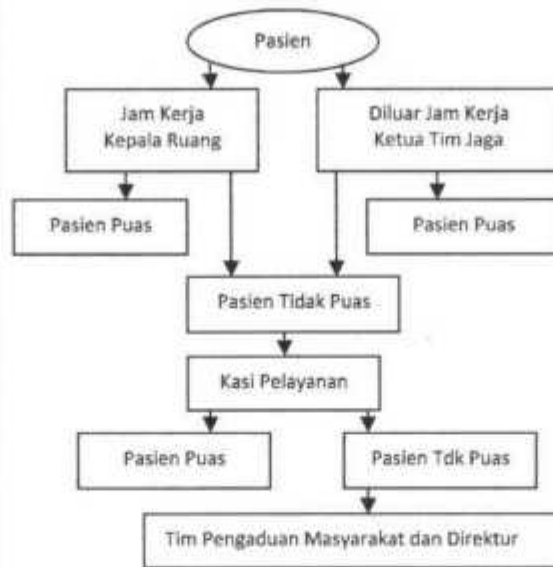 Pasien
Jam Kerja
Kepala Ruang
Diluar Jam Kerja
Ketua Tim Jaga
Pasien Puas
Pasien Puas
Pasien Tidak Puas
Kasi Pelayanan
Pasien Puas
Pasien Tdk Puas
Tim Pengaduan Masyarakat dan Direktur